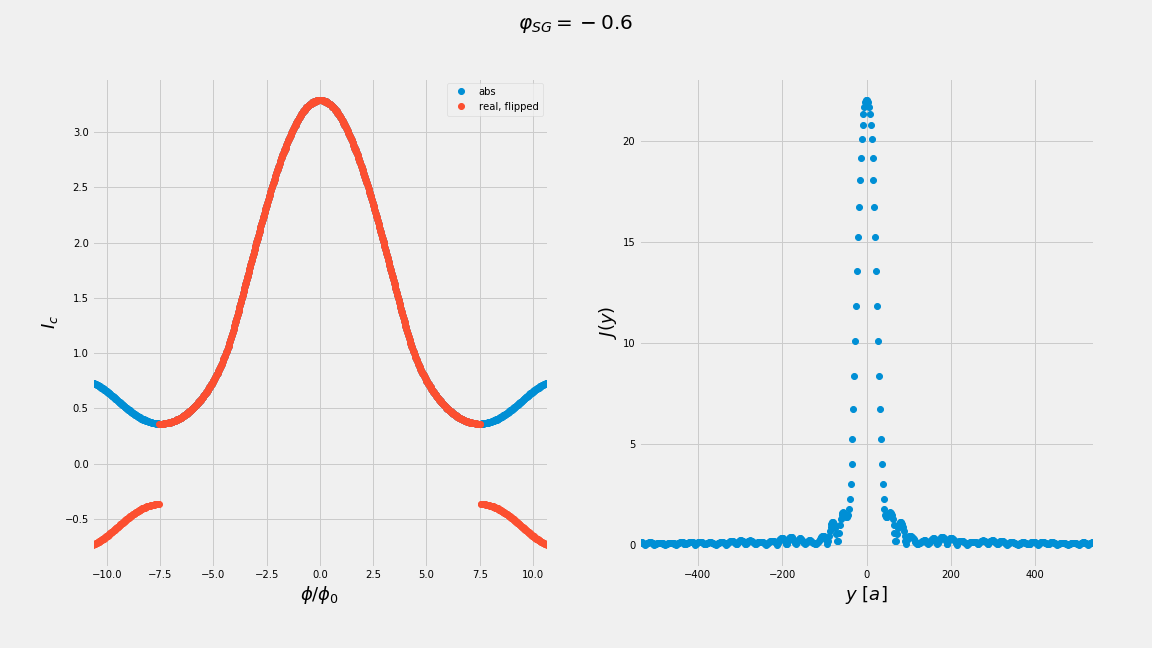 φ_SG = −0.6
abs
real, flipped
3.0
2.5
2.0
1.5
1.0
0.5
0.0
−0.5
I_c
−10.0 −7.5 −5.0 −2.5 0.0 2.5 5.0 7.5 10.0
ϕ/ϕ_0
20
15
10
5
0
J(y)
−400 −200 0 200 400
y [a]